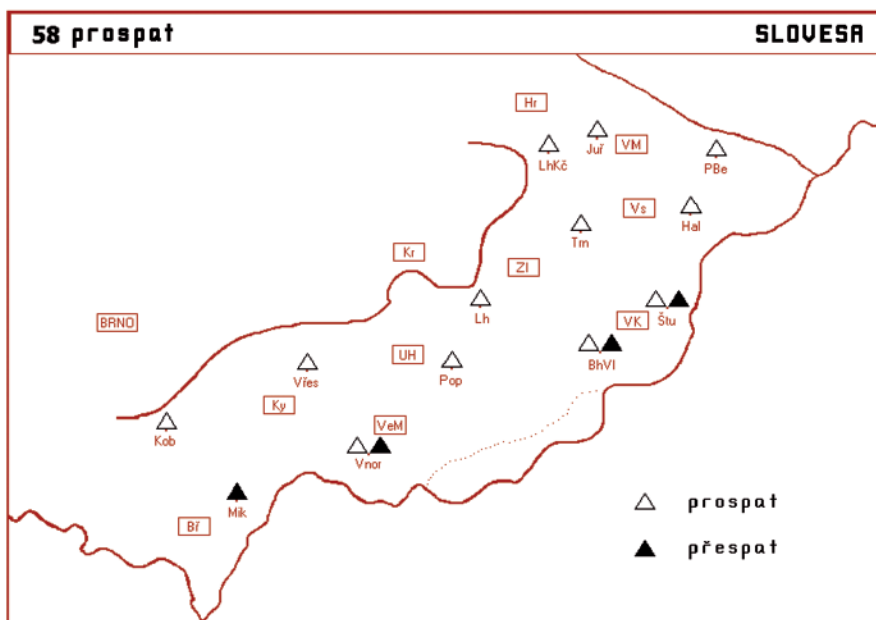 58 prospat SLOVESA
Hr
LhKč Juř VM PBe
Vs
Hal
Trn
Kr
Zl
BRNO
Lh
VK Štu
UH
BhVl
Vřes Pop
Ky
VeM
Kob
Vnor
Mik
Bř
prospat
přespat